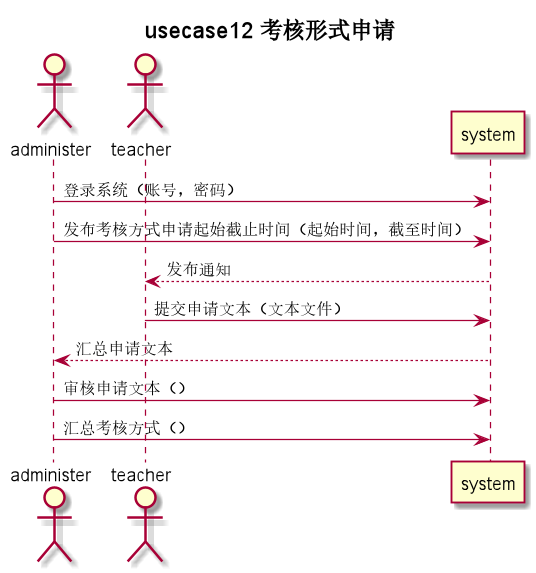 usecase12 考核形式申请
administer
teacher
system
登录系统（账号，密码）
发布考核方式申请起始截止时间（起始时间，截至时间）
发布通知
提交申请文本（文本文件）
汇总申请文本
审核申请文本（）
汇总考核方式（）
administer
teacher
system